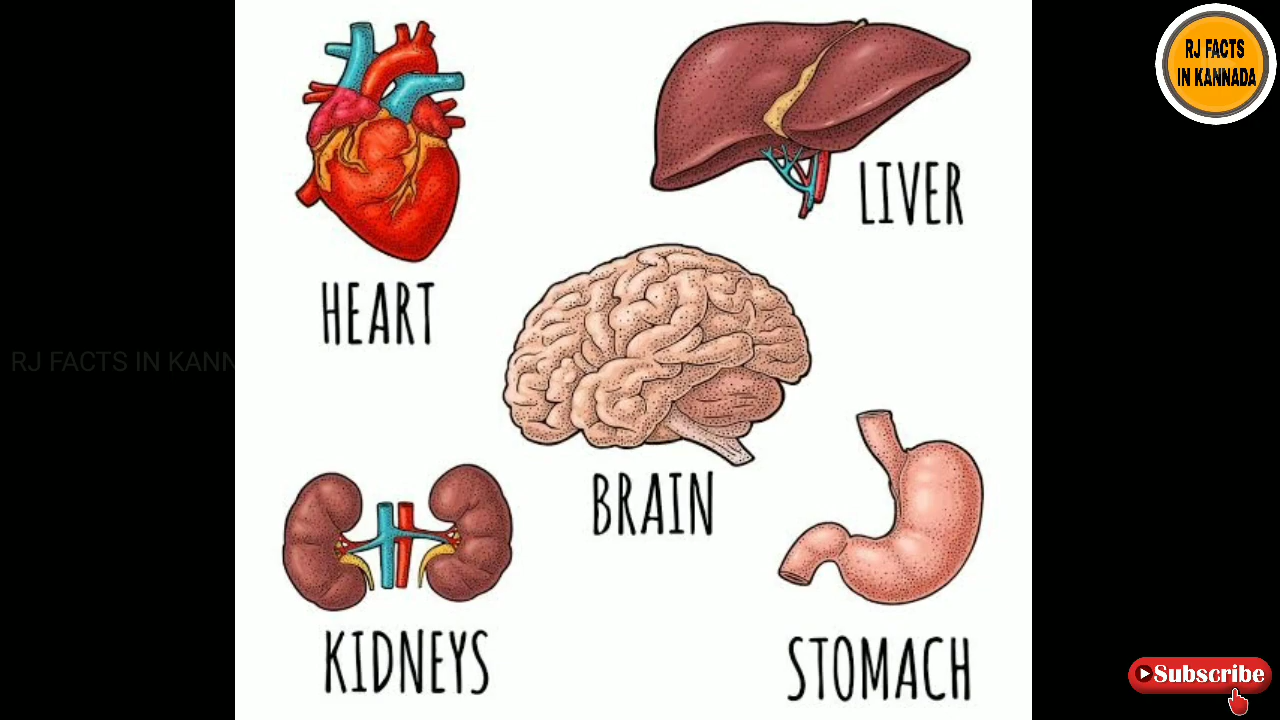 RJ FACTS
IN KANNADA
LIVER
HEART
RJ FACTS IN KANN
BRAIN
KIDNEYS
STOMACH
Subscribe